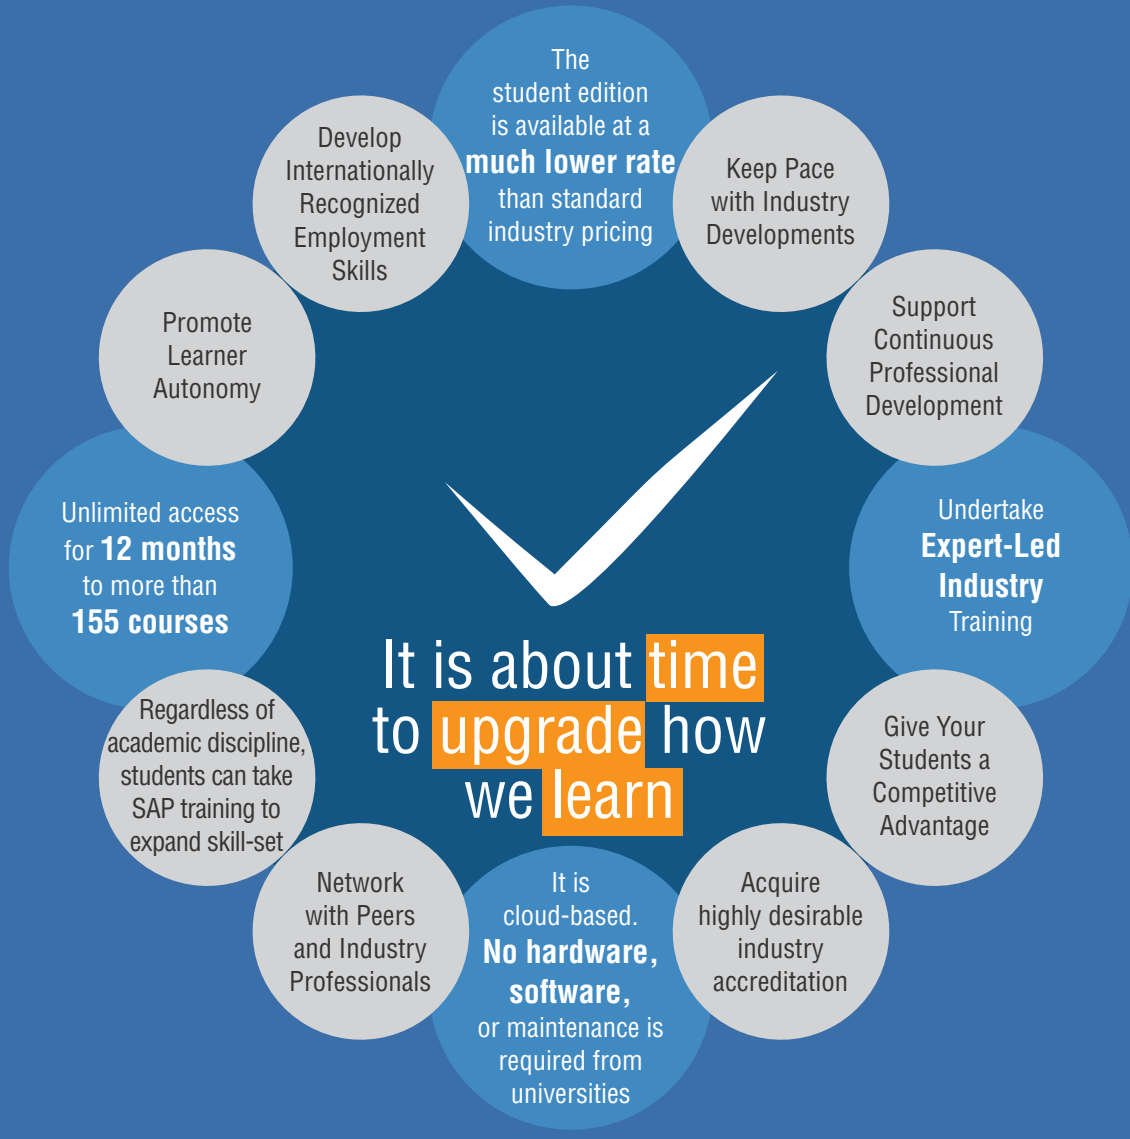 The
student edition
is available at a
much lower rate
than standard
industry pricing
Keep Pace
with Industry
Developments
Support
Continuous
Professional
Development
Undertake
Expert-Led
Industry
Training
Give Your
Students a
Competitive
Advantage
Acquire
highly desirable
industry
accreditation
It is
cloud-based.
No hardware,
software,
or maintenance is
required from
universities
Network
with Peers
and Industry
Professionals
Regardless of
academic discipline,
students can take
SAP training to
expand skill-set
Unlimited access
for 12 months
to more than
155 courses
Promote
Learner
Autonomy
Develop
Internationally
Recognized
Employment
Skills
It is about time
to upgrade how
we learn